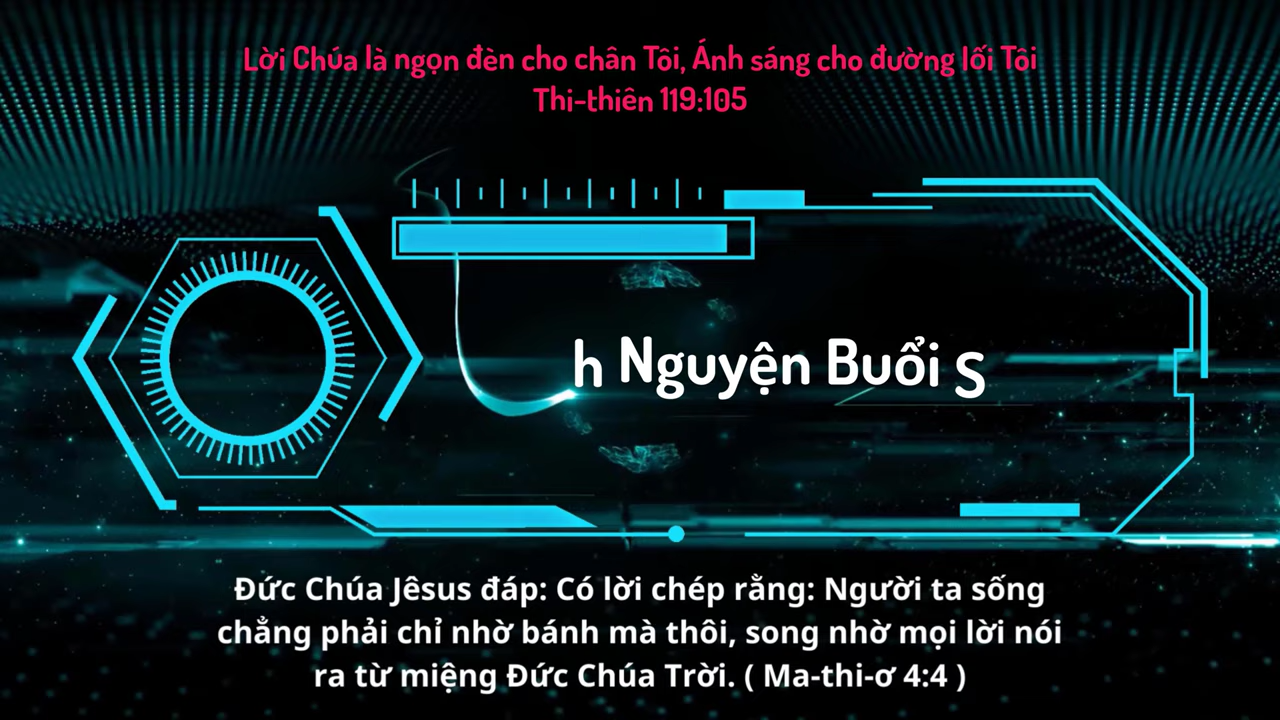 Lời Chúa là ngọn đèn cho chân Tôi, Ánh sáng cho đường lối Tôi
Thi-thiên 119:105
h Nguyện Buổi S
Đức Chúa Jêsus đáp: Có lời chép rằng: Người ta sống
chẳng phải chỉ nhờ bánh mà thôi, song nhờ mọi lời nói
ra từ miệng Đức Chúa Trời. ( Ma-thi-ơ 4:4 )